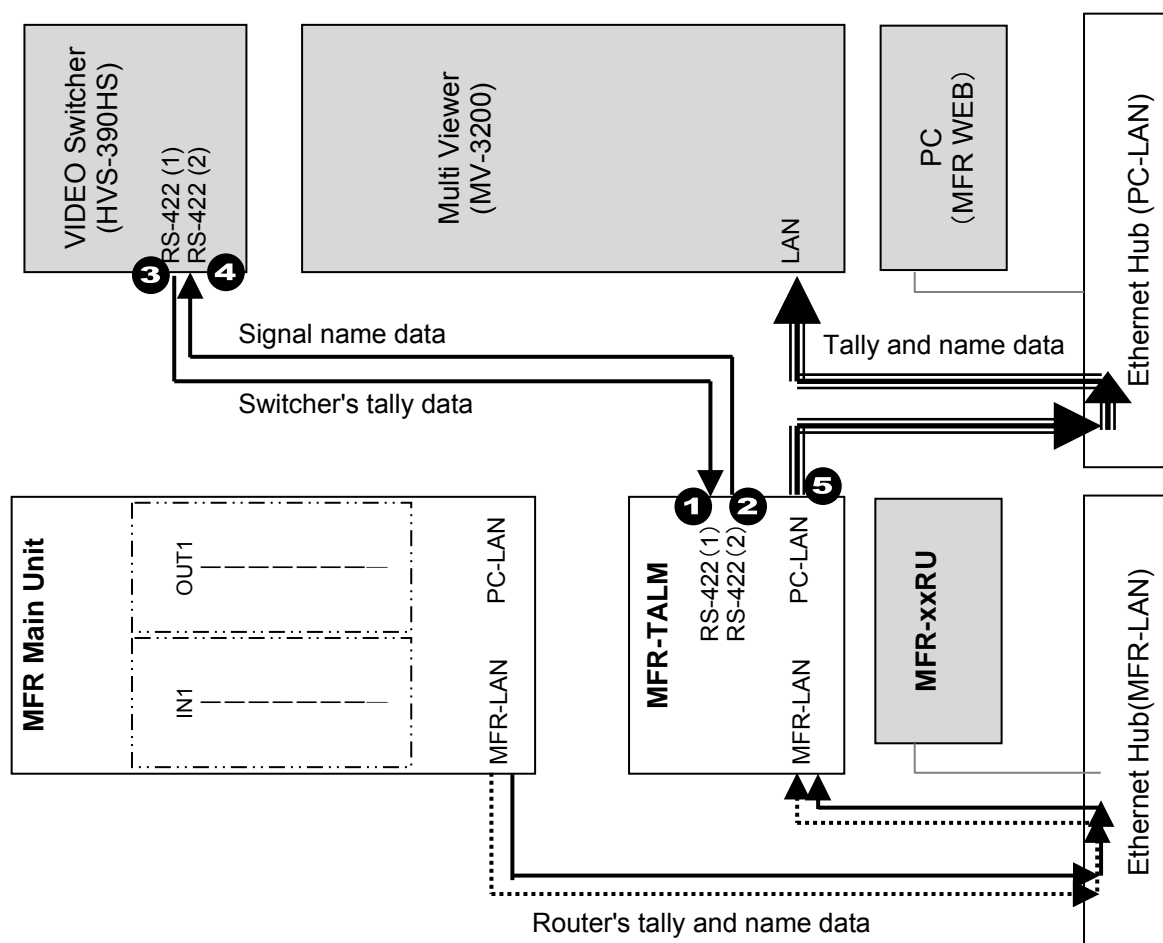 VIDEO Switcher
(HVS-390HS)
RS-422 (1)
RS-422 (2)
3
4
Multi Viewer
(MV-3200)
LAN
PC
(MFR WEB)
Ethernet Hub (PC-LAN)
Signal name data
Switcher's tally data
Tally and name data
MFR Main Unit
OUT1
IN1
PC-LAN
MFR-LAN
1
2
5
MFR-TALM
RS-422 (1)
RS-422 (2)
PC-LAN
MFR-LAN
MFR-xxRU
Ethernet Hub(MFR-LAN)
Router's tally and name data